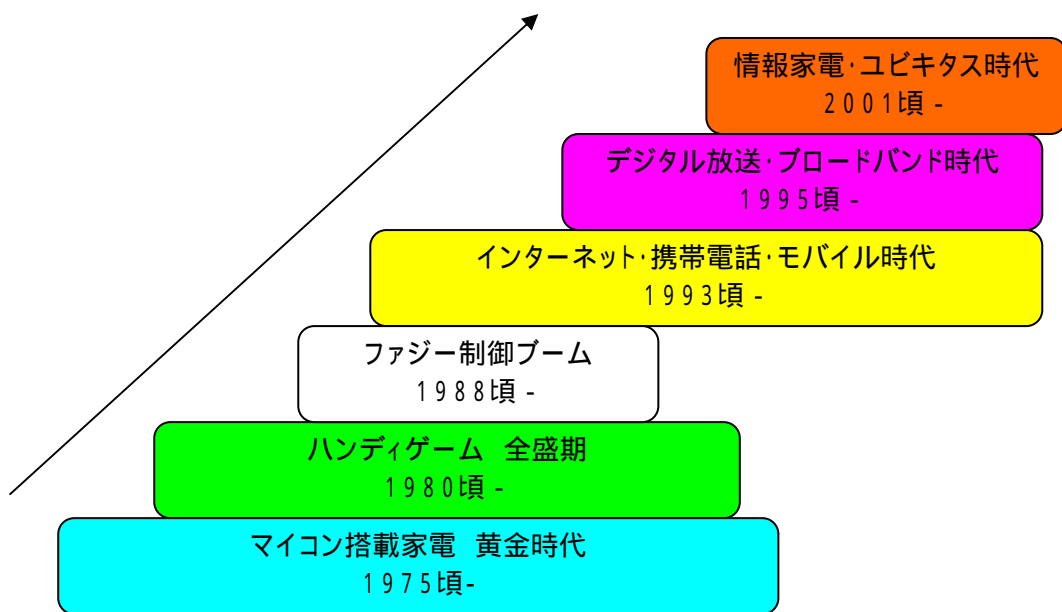 情報家電･ユビキタス時代
2001頃 -
デジタル放送･ブロードバンド時代
1995頃 -
インターネット･携帯電話･モバイル時代
1993頃 -
ファジー制御ブーム
1988頃 -
ハンディゲーム　全盛期
1980頃 -
マイコン搭載家電　黄金時代
1975頃-